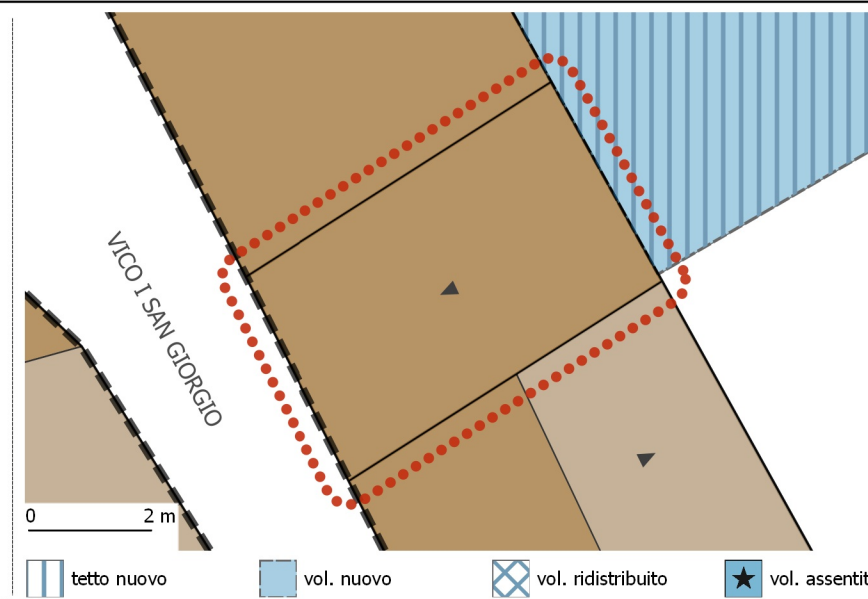 VICO I SAN GIORGIO
0 2 m
tetto nuovo
vol. nuovo
vol. ridistribuito
vol. assentit